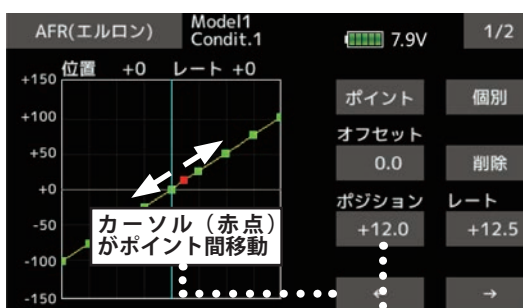 AFR(エルロン)
Model1
Condit.1
7.9V
1/2
位置 +0 レート +0
+150
+100
+50
+0
-50
-100
-150
カーソル（赤点）
がポイント間移動
ポイント
個別
オフセット
0.0
削除
ポジション
レート
+12.0
+12.5
←
→